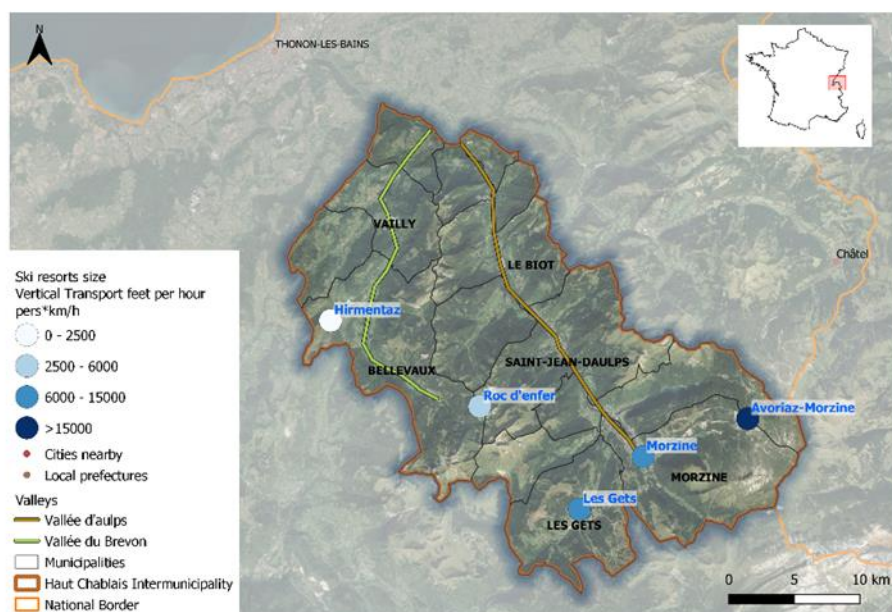 N
THONON-LES-BAINS
Châtel
VAILLY
LE BIOT
Hirmentaz
BELLEVAUX
SAINT-JEAN-DAULPS
Roc d'enfer
Avoriaz-Morzine
Morzine
MORZINE
Les Gets
LES GETS
Ski resorts size
Vertical Transport feet per hour
pers*km/h
0 - 2500
2500 - 6000
6000 - 15000
>15000
Cities nearby
Local prefectures
Valleys
Vallée d'aulps
Vallée du Brevon
Municipalities
Haut Chablais Intermunicipality
National Border
0 5 10 km